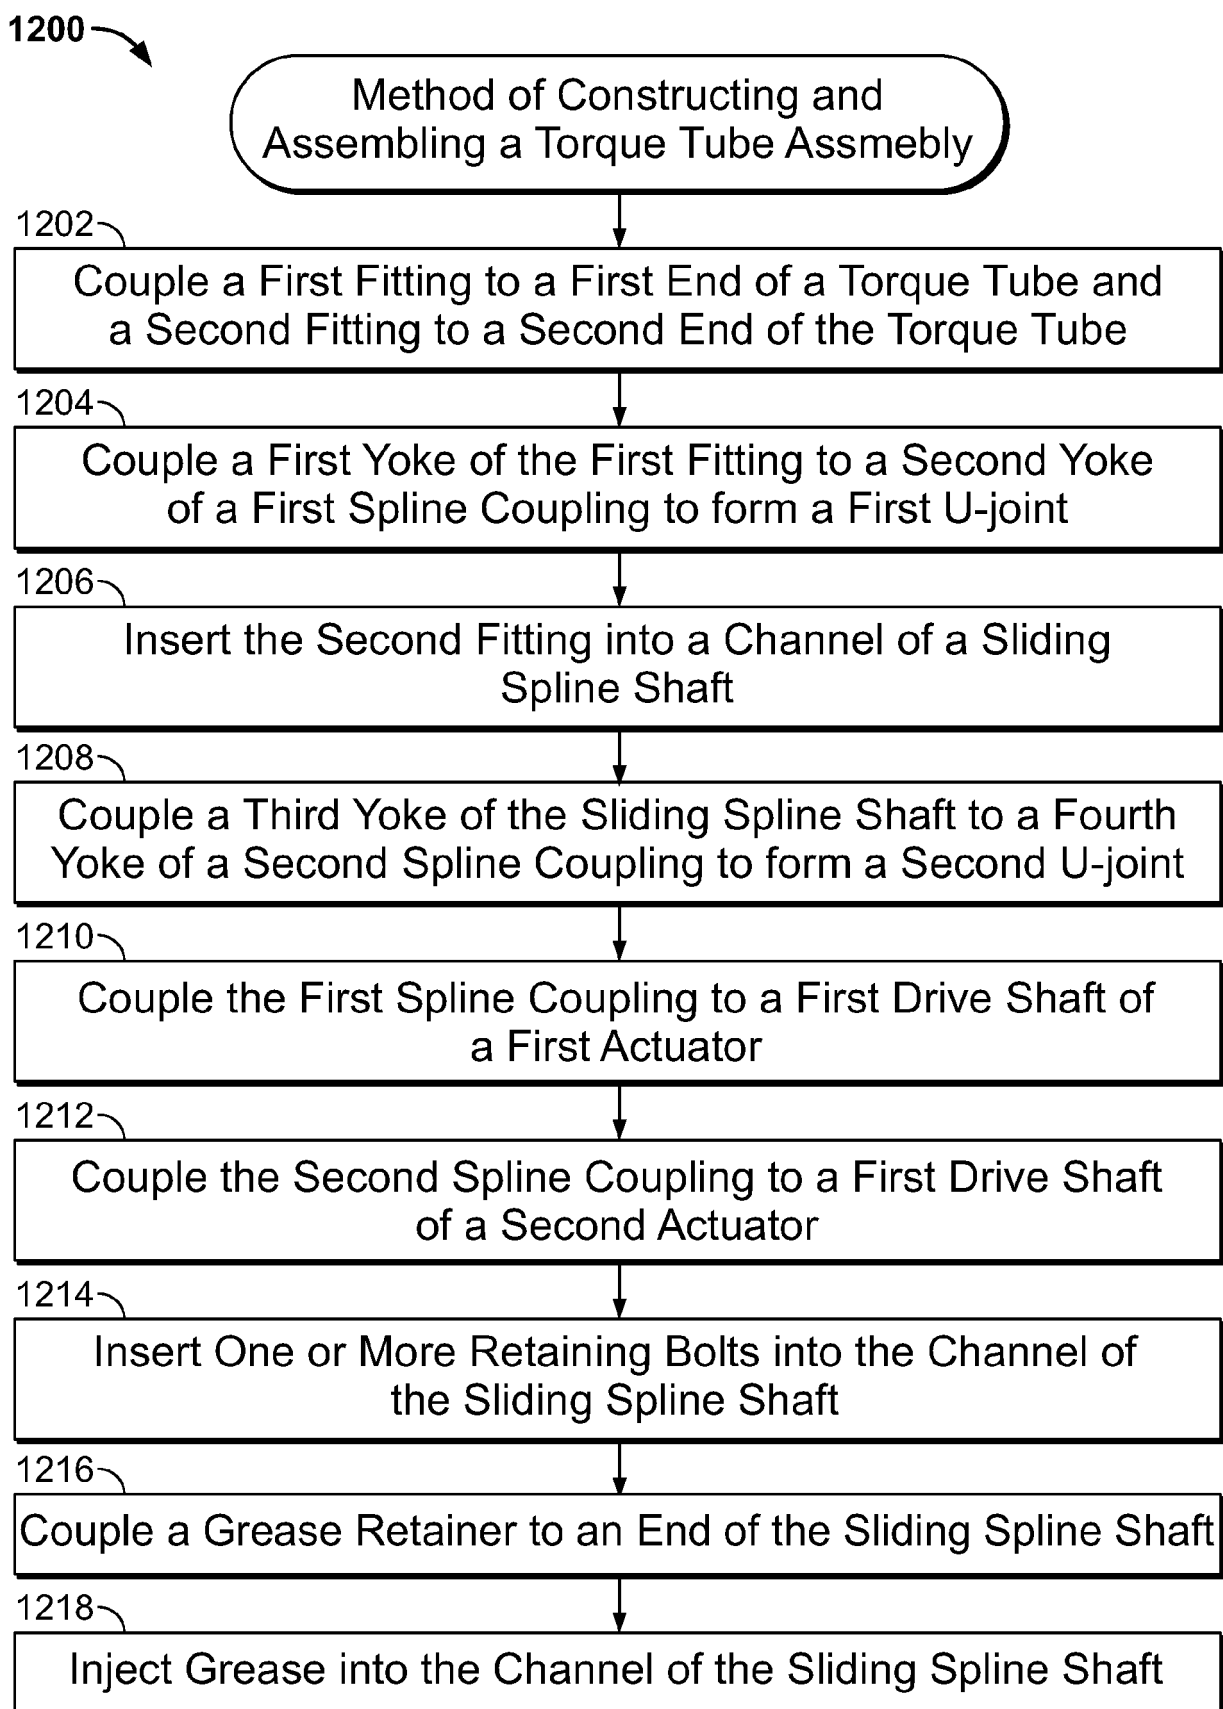 1200
Method of Constructing and
Assembling a Torque Tube Assmebly
1202
Couple a First Fitting to a First End of a Torque Tube and
a Second Fitting to a Second End of the Torque Tube
1204
Couple a First Yoke of the First Fitting to a Second Yoke
of a First Spline Coupling to form a First U-joint
1206
Insert the Second Fitting into a Channel of a Sliding
Spline Shaft
1208
Couple a Third Yoke of the Sliding Spline Shaft to a Fourth
Yoke of a Second Spline Coupling to form a Second U-joint
1210
Couple the First Spline Coupling to a First Drive Shaft of
a First Actuator
1212
Couple the Second Spline Coupling to a First Drive Shaft
of a Second Actuator
1214
Insert One or More Retaining Bolts into the Channel of
the Sliding Spline Shaft
1216
Couple a Grease Retainer to an End of the Sliding Spline Shaft
1218
Inject Grease into the Channel of the Sliding Spline Shaft